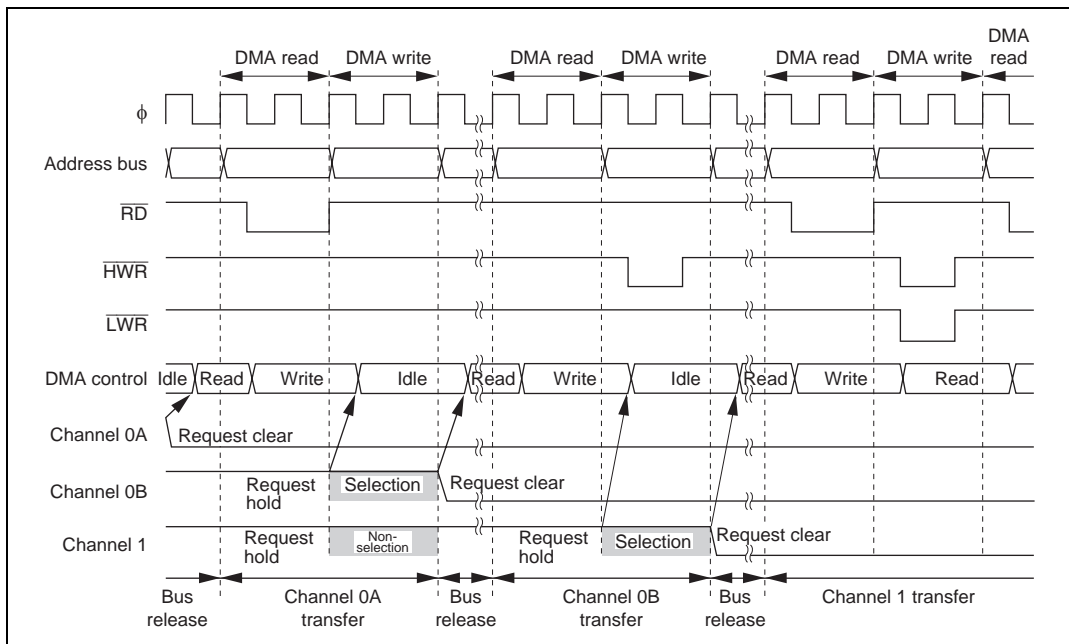 DMA read
DMA write
DMA read
DMA write
DMA read
DMA write
DMA
read
ϕ
Address bus
RD
HWR
LWR
DMA control
Idle
Read
Write
Idle
Read
Write
Idle
Read
Write
Read
Channel 0A
Request clear
Channel 0B
Request
hold
Selection
Request clear
Channel 1
Request
hold
Non-
selection
Request
hold
Selection
Request clear
Bus
release
Channel 0A
transfer
Bus
release
Channel 0B
transfer
Bus
release
Channel 1 transfer